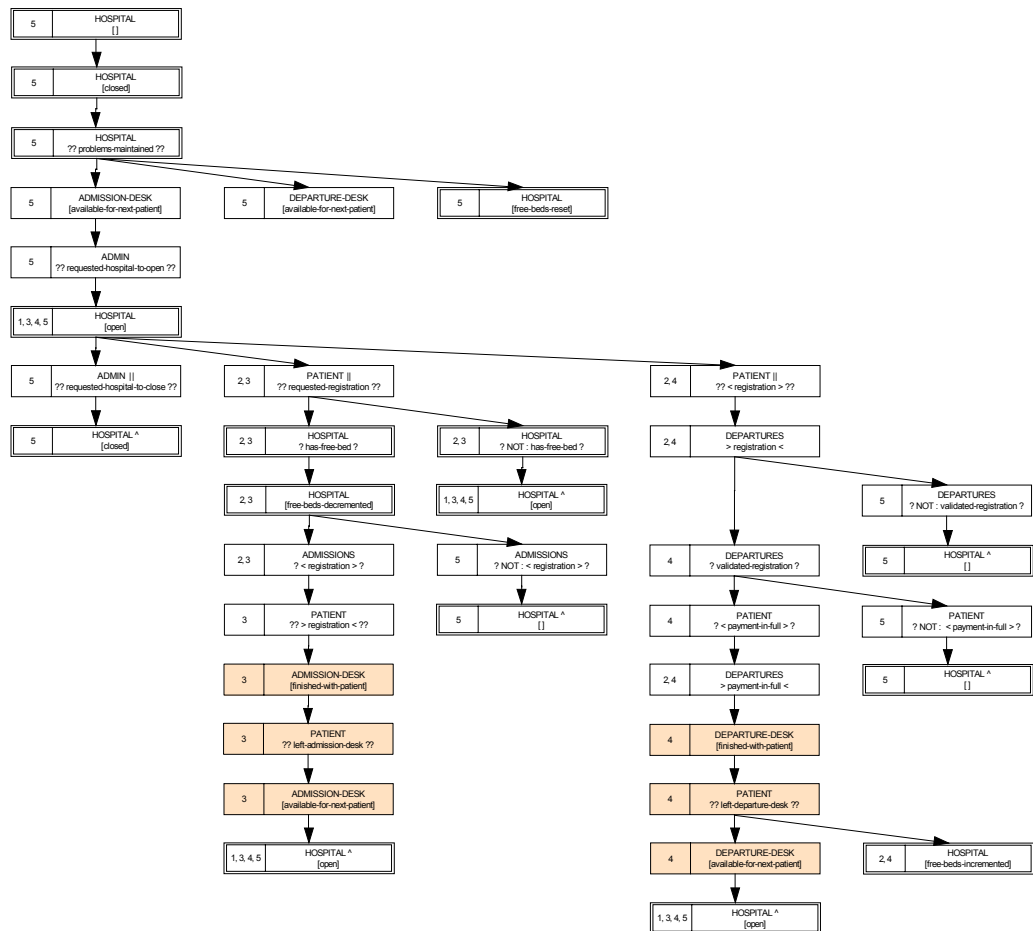 5
HOSPITAL
[ ]
5
HOSPITAL
[closed]
5
HOSPITAL
?? problems-maintained ??
5
ADMISSION-DESK
[available-for-next-patient]
5
DEPARTURE-DESK
[available-for-next-patient]
5
HOSPITAL
[free-beds-reset]
5
ADMIN
?? requested-hospital-to-open ??
1, 3, 4, 5
HOSPITAL
[open]
5
ADMIN ||
?? requested-hospital-to-close ??
2, 3
PATIENT ||
?? requested-registration ??
2, 4
PATIENT ||
?? < registration > ??
5
HOSPITAL ^
[closed]
2, 3
HOSPITAL
? has-free-bed ?
2, 3
HOSPITAL
? NOT : has-free-bed ?
2, 4
DEPARTURES
> registration <
2, 3
HOSPITAL
[free-beds-decremented]
1, 3, 4, 5
HOSPITAL ^
[open]
5
DEPARTURES
? NOT : validated-registration ?
2, 3
ADMISSIONS
? < registration > ?
5
ADMISSIONS
? NOT : < registration > ?
4
DEPARTURES
? validated-registration ?
5
HOSPITAL ^
[ ]
3
PATIENT
?? > registration < ??
5
HOSPITAL ^
[ ]
4
PATIENT
? < payment-in-full > ?
5
PATIENT
? NOT : < payment-in-full > ?
3
ADMISSION-DESK
[finished-with-patient]
2, 4
DEPARTURES
> payment-in-full <
5
HOSPITAL ^
[ ]
3
PATIENT
?? left-admission-desk ??
4
DEPARTURE-DESK
[finished-with-patient]
3
ADMISSION-DESK
[available-for-next-patient]
4
PATIENT
?? left-departure-desk ??
1, 3, 4, 5
HOSPITAL ^
[open]
4
DEPARTURE-DESK
[available-for-next-patient]
2, 4
HOSPITAL
[free-beds-incremented]
1, 3, 4, 5
HOSPITAL ^
[open]